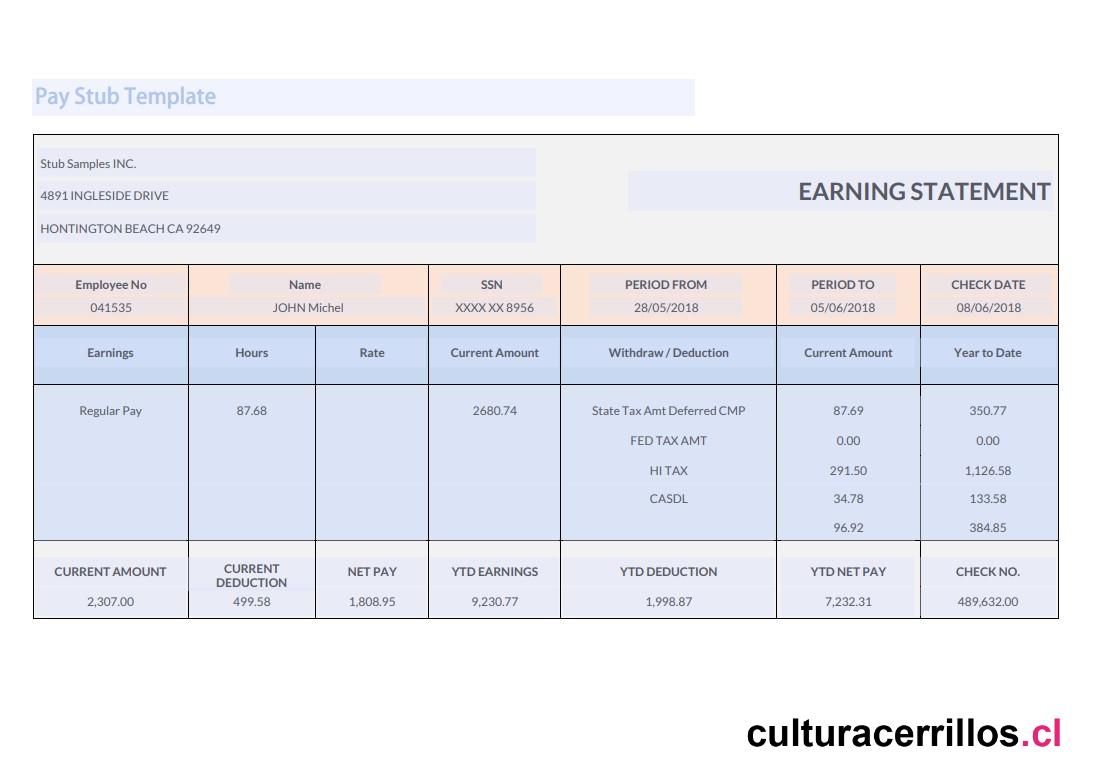 Pay Stub Template
Stub Samples INC.
4891 INGLESIDE DRIVE
HONTINGTON BEACH CA 92649
EARNING STATEMENT
Employee No Name SSN PERIOD FROM PERIOD TO CHECK DATE
041535 JOHN Michel XXXX XX 8956 28/05/2018 05/06/2018 08/06/2018
Earnings Hours Rate Current Amount Withdraw / Deduction Current Amount Year to Date
Regular Pay 87.68 2680.74 State Tax Amt Deferred CMP 87.69 350.77
FED TAX AMT 0.00 0.00
HI TAX 291.50 1,126.58
CASDL 34.78 133.58
96.92 384.85
CURRENT AMOUNT CURRENT DEDUCTION NET PAY YTD EARNINGS YTD DEDUCTION YTD NET PAY CHECK NO.
2,307.00 499.58 1,808.95 9,230.77 1,998.87 7,232.31 489,632.00
culturacerrillos.cl